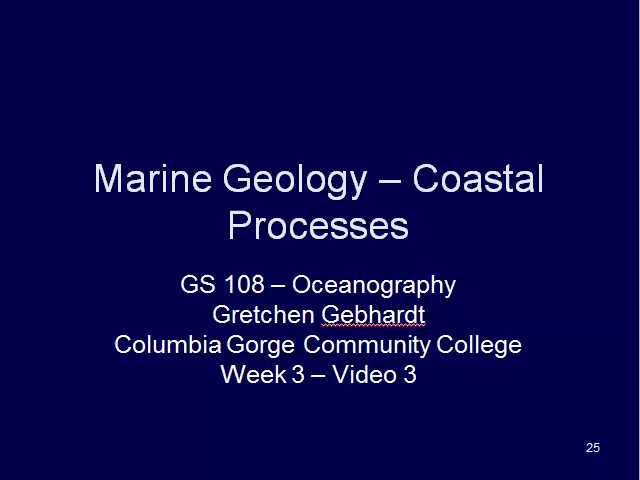 Marine Geology – Coastal
Processes
GS 108 – Oceanography
Gretchen Gebhardt
Columbia Gorge Community College
Week 3 – Video 3
25